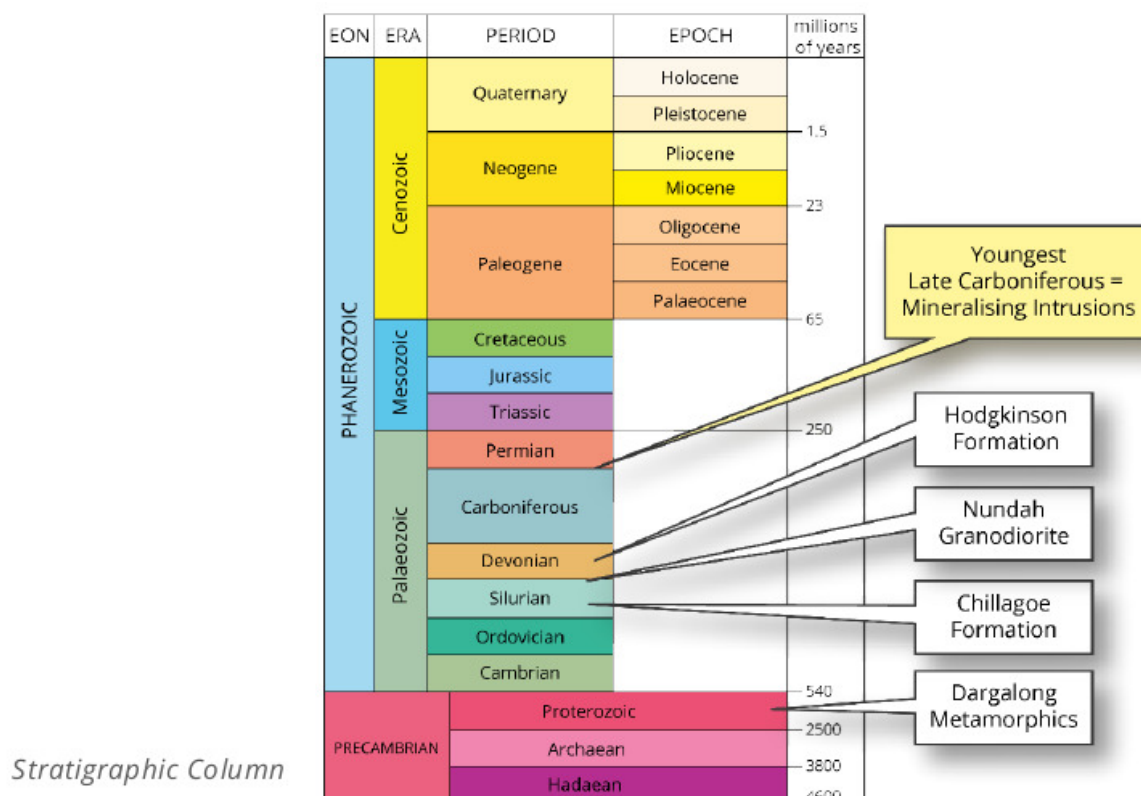 EON ERA PERIOD EPOCH millions
of years
PHANEROZOIC
Cenozoic
Quaternary
Holocene
Pleistocene
1.5
Neogene
Pliocene
Miocene
23
Paleogene
Oligocene
Eocene
Palaeocene
65
Mesozoic
Cretaceous
Jurassic
Triassic
250
Palaeozoic
Permian
Carboniferous
Devonian
Silurian
Ordovician
Cambrian
540
PRECAMBRIAN
Proterozoic
2500
Archaean
3800
Hadaean
4600
Youngest
Late Carboniferous =
Mineralising Intrusions
Hodgkinson
Formation
Nundah
Granodiorite
Chillagoe
Formation
Dargalong
Metamorphics
Stratigraphic Column